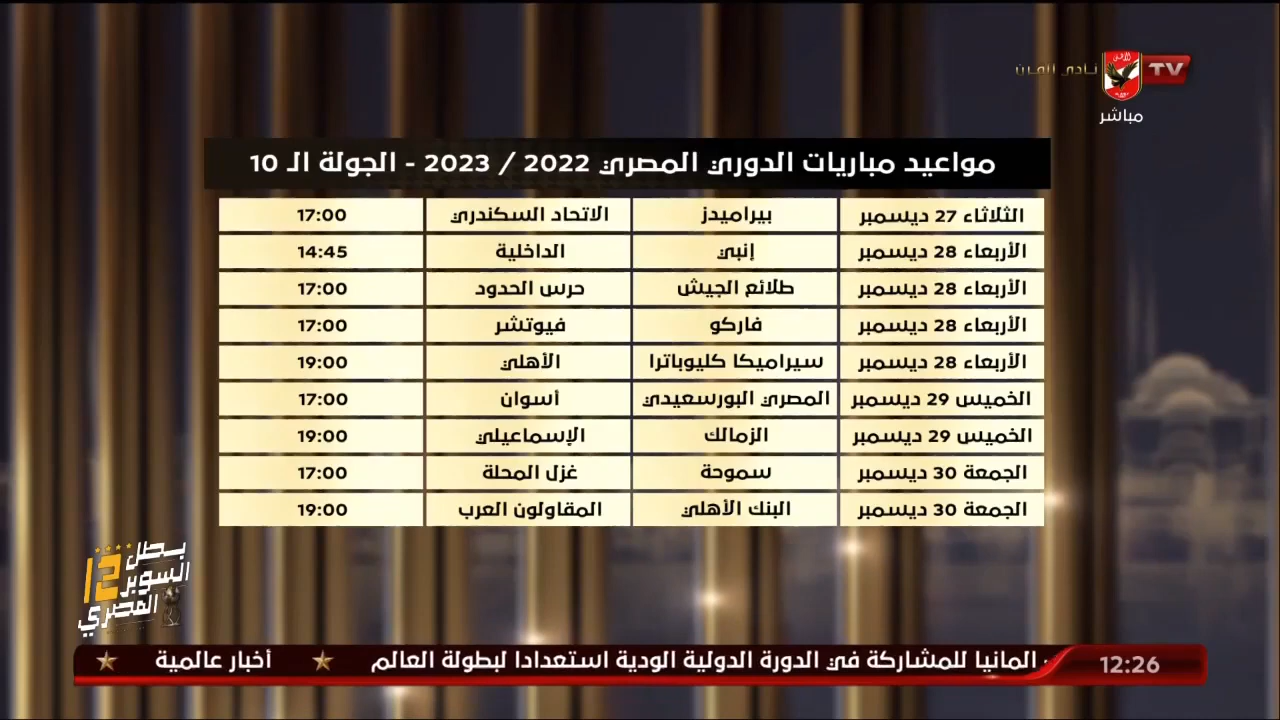 نادي القرن TV
مباشر
مواعيد مباريات الدوري المصري 2022 / 2023 - الجولة الـ 10
الثلاثاء 27 ديسمبر بيراميدز الاتحاد السكندري 17:00
الأربعاء 28 ديسمبر إنبي الداخلية 14:45
الأربعاء 28 ديسمبر طلائع الجيش حرس الحدود 17:00
الأربعاء 28 ديسمبر فاركو فيوتشر 17:00
الأربعاء 28 ديسمبر سيراميكا كليوباترا الأهلي 19:00
الخميس 29 ديسمبر المصري البورسعيدي أسوان 17:00
الخميس 29 ديسمبر الزمالك الإسماعيلي 19:00
الجمعة 30 ديسمبر سموحة غزل المحلة 17:00
الجمعة 30 ديسمبر البنك الأهلي المقاولون العرب 19:00
بطل
السوبر 12
المصري
12:26 المانيا للمشاركة في الدورة الدولية الودية استعدادا لبطولة العالم أخبار عالمية